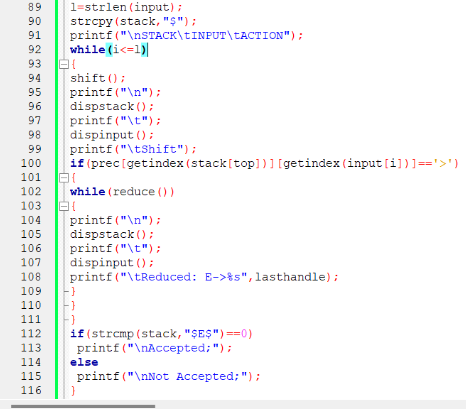 89 l=strlen(input);
90 strcpy(stack,"$");
91 printf("\nSTACK\tINPUT\tACTION");
92 while(i<=l)
93 {
94 shift();
95 printf("\n");
96 dispstack();
97 printf("\t");
98 dispinput();
99 printf("\tShift");
100 if(prec[getindex(stack[top])][getindex(input[i])]=='>')
101 {
102 while(reduce())
103 {
104 printf("\n");
105 dispstack();
106 printf("\t");
107 dispinput();
108 printf("\tReduced: E->%s",lasthandle);
109 }
110 }
111 }
112 if(strcmp(stack,"$E$")==0)
113 printf("\nAccepted;");
114 else
115 printf("\nNot Accepted;");
116 }